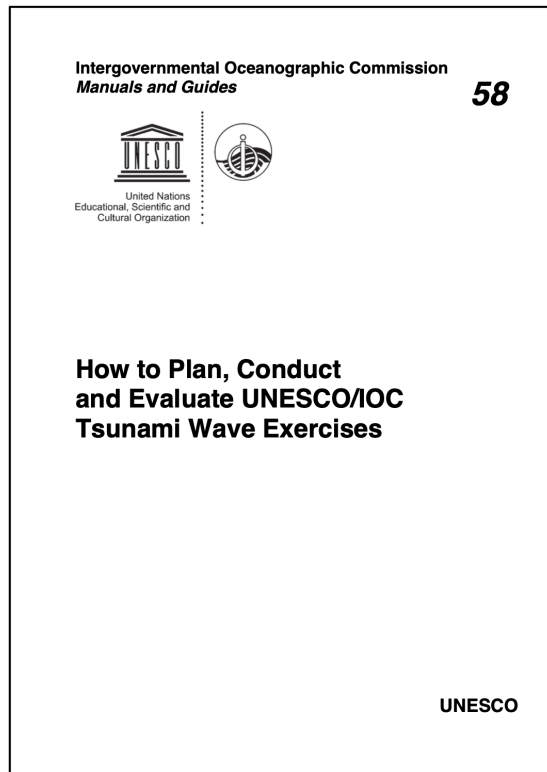 Intergovernmental Oceanographic Commission
Manuals and Guides
58
UNESCO
United Nations
Educational, Scientific and
Cultural Organization
How to Plan, Conduct
and Evaluate UNESCO/IOC
Tsunami Wave Exercises
UNESCO